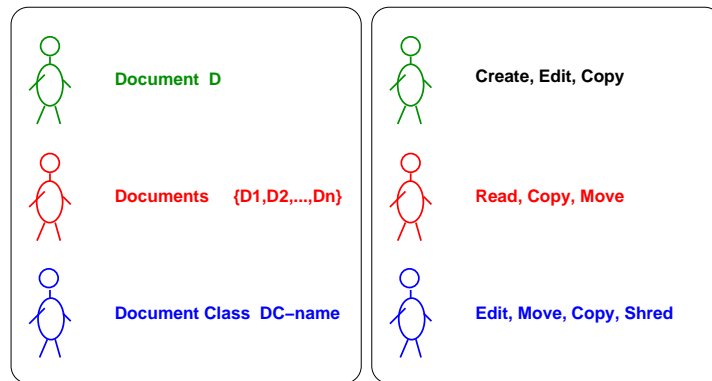 Document D
Documents {D1,D2,...,Dn}
Document Class DC−name
Create, Edit, Copy
Read, Copy, Move
Edit, Move, Copy, Shred